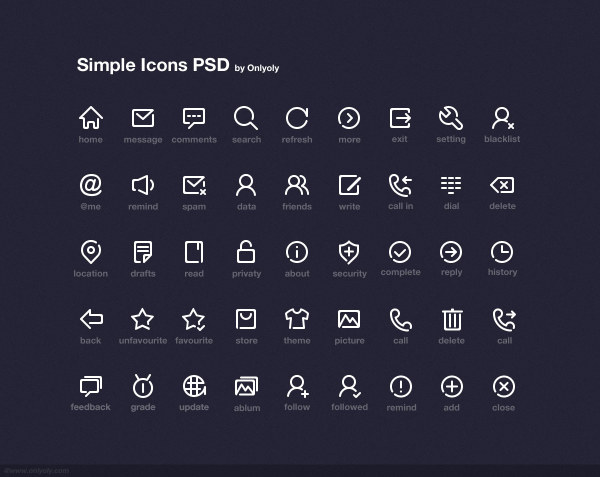 Simple Icons PSD by Onlyoly
home message comments search refresh more exit setting blacklist
@me remind spam data friends write call in dial delete
location drafts read privaty about security complete reply history
back unfavourite favourite store theme picture call delete call
feedback grade update ablum follow followed remind add close
©www.onlyoly.com